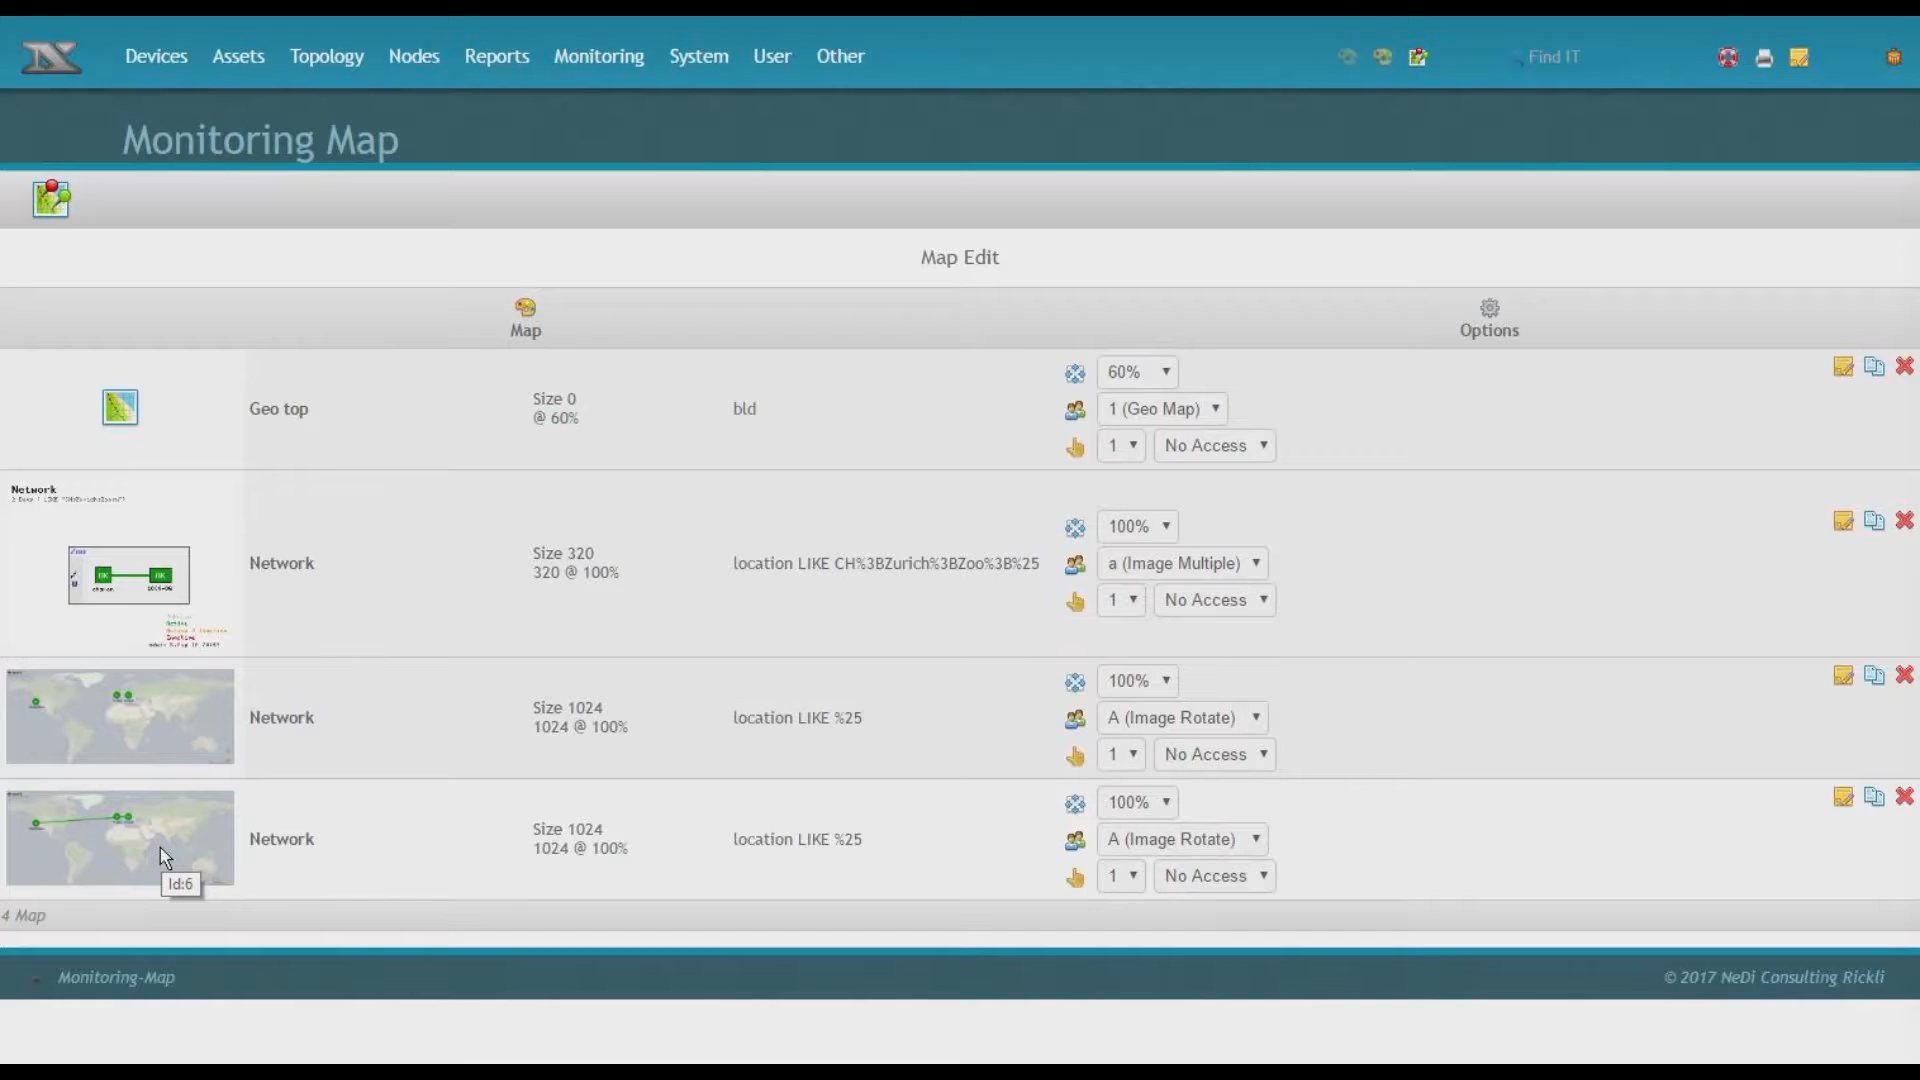 Devices Assets Topology Nodes Reports Monitoring System User Other Find IT
Monitoring Map
Map Edit
Map Options
Geo top
Size 0
@ 60%
bld
60%
1 (Geo Map)
1 No Access
Network
Network
Size 320
320 @ 100%
location LIKE CH%3BZurich%3BZoo%3B%25
100%
a (Image Multiple)
1 No Access
Network
Size 1024
1024 @ 100%
location LIKE %25
100%
A (Image Rotate)
1 No Access
Network
Size 1024
1024 @ 100%
location LIKE %25
100%
A (Image Rotate)
1 No Access
Id:6
4 Map
Monitoring-Map
© 2017 NeDi Consulting Rickli